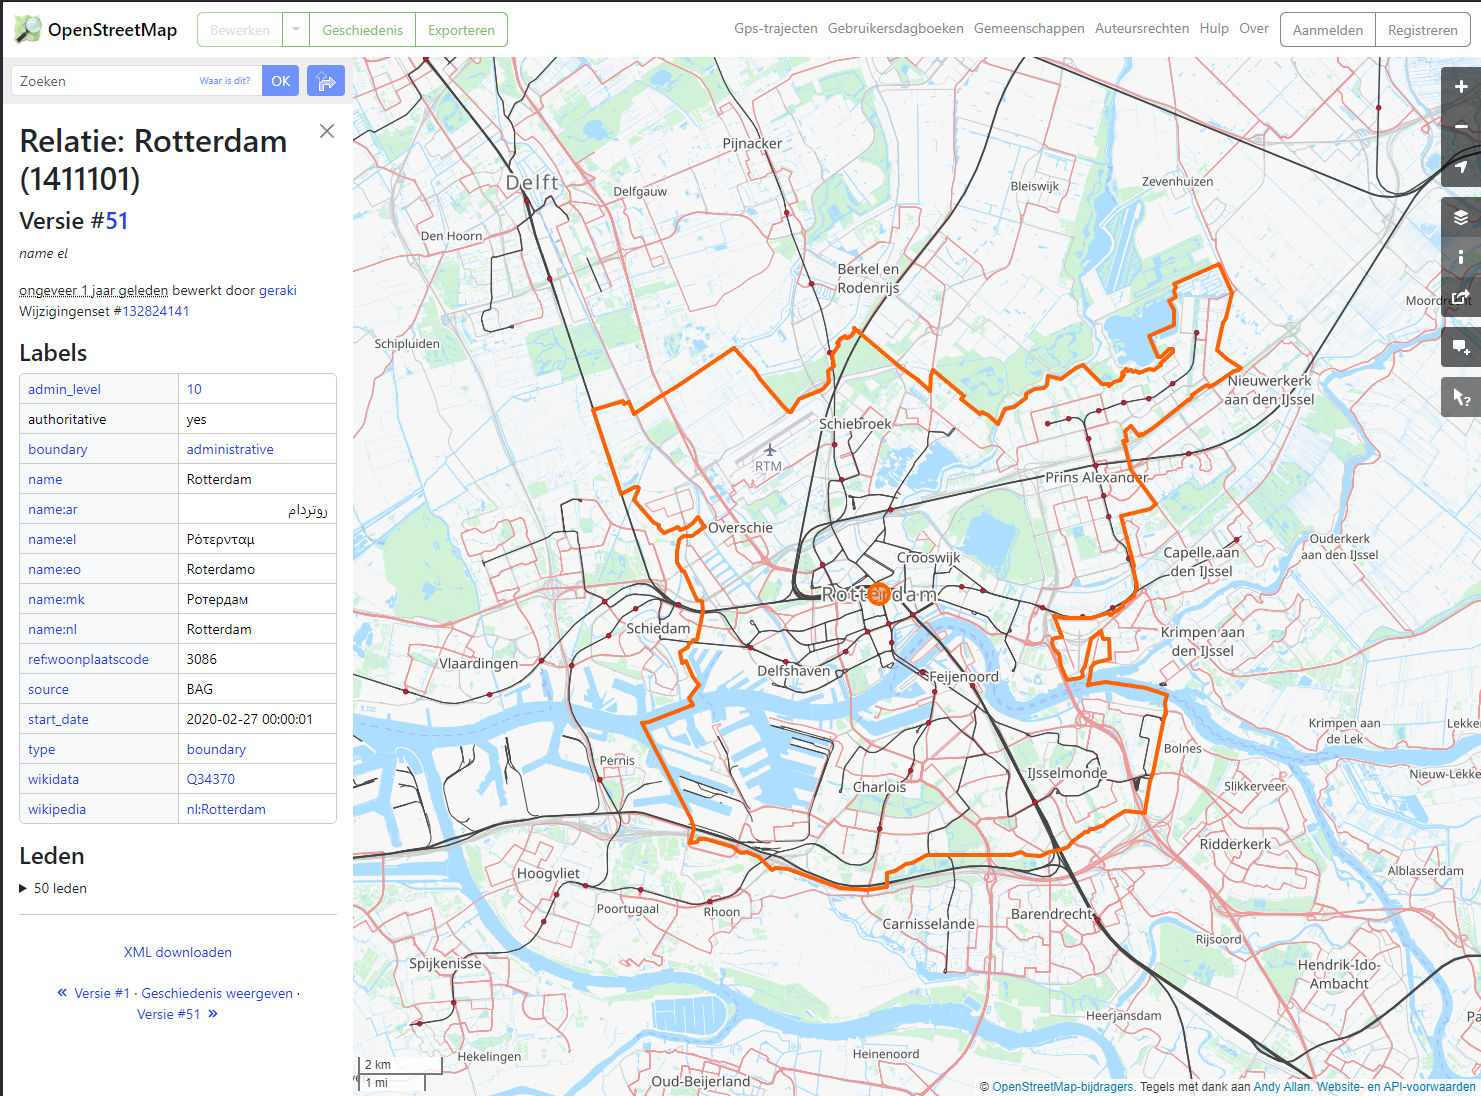 OpenStreetMap
Bewerken
Geschiedenis
Exporteren
Gps-trajecten
Gebruikersdagboeken
Gemeenschappen
Auteursrechten
Hulp
Over
Aanmelden
Registreren
Zoeken
Waar is dit?
OK
Relatie: Rotterdam
(1411101)
Versie #51
name el
ongeveer 1 jaar geleden bewerkt door geraki
Wijzigingenset #132824141
Labels
admin_level 10
authoritative yes
boundary administrative
name Rotterdam
name:ar روتردام
name:el Ρότερνταμ
name:eo Roterdamo
name:mk Ротердам
name:nl Rotterdam
ref:woonplaatscode 3086
source BAG
start_date 2020-02-27 00:00:01
type boundary
wikidata Q34370
wikipedia nl:Rotterdam
Leden
50 leden
XML downloaden
« Versie #1 · Geschiedenis weergeven ·
Versie #51 »
Pijnacker
Delft
Delfgauw
Bleiswijk
Zevenhuizen
Den Hoorn
Berkel en
Rodenrijs
Moordrecht
Schipluiden
Nieuwerkerk
aan den IJssel
Schiebroek
RTM
Prins Alexander
Overschie
Ouderkerk
aan den IJssel
Capelle aan
den IJssel
Crooswijk
Rotterdam
Schiedam
Krimpen aan
den IJssel
Vlaardingen
Delfshaven
Feijenoord
Krimpen aan
de Lek
Lekker
Bolnes
Pernis
IJsselmonde
Nieuw-Lekke
Charlois
Slikkerveer
Ridderkerk
Hoogvliet
Alblasserdam
Poortugaal
Rhoon
Carnisselande
Barendrecht
Rijsoord
Spijkenisse
Hendrik-Ido-
Ambacht
Heerjansdam
Pa
Hekelingen
Heinenoord
Oud-Beijerland
2 km
1 mi
© OpenStreetMap-bijdragers. Tegels met dank aan Andy Allan. Website- en API-voorwaarden